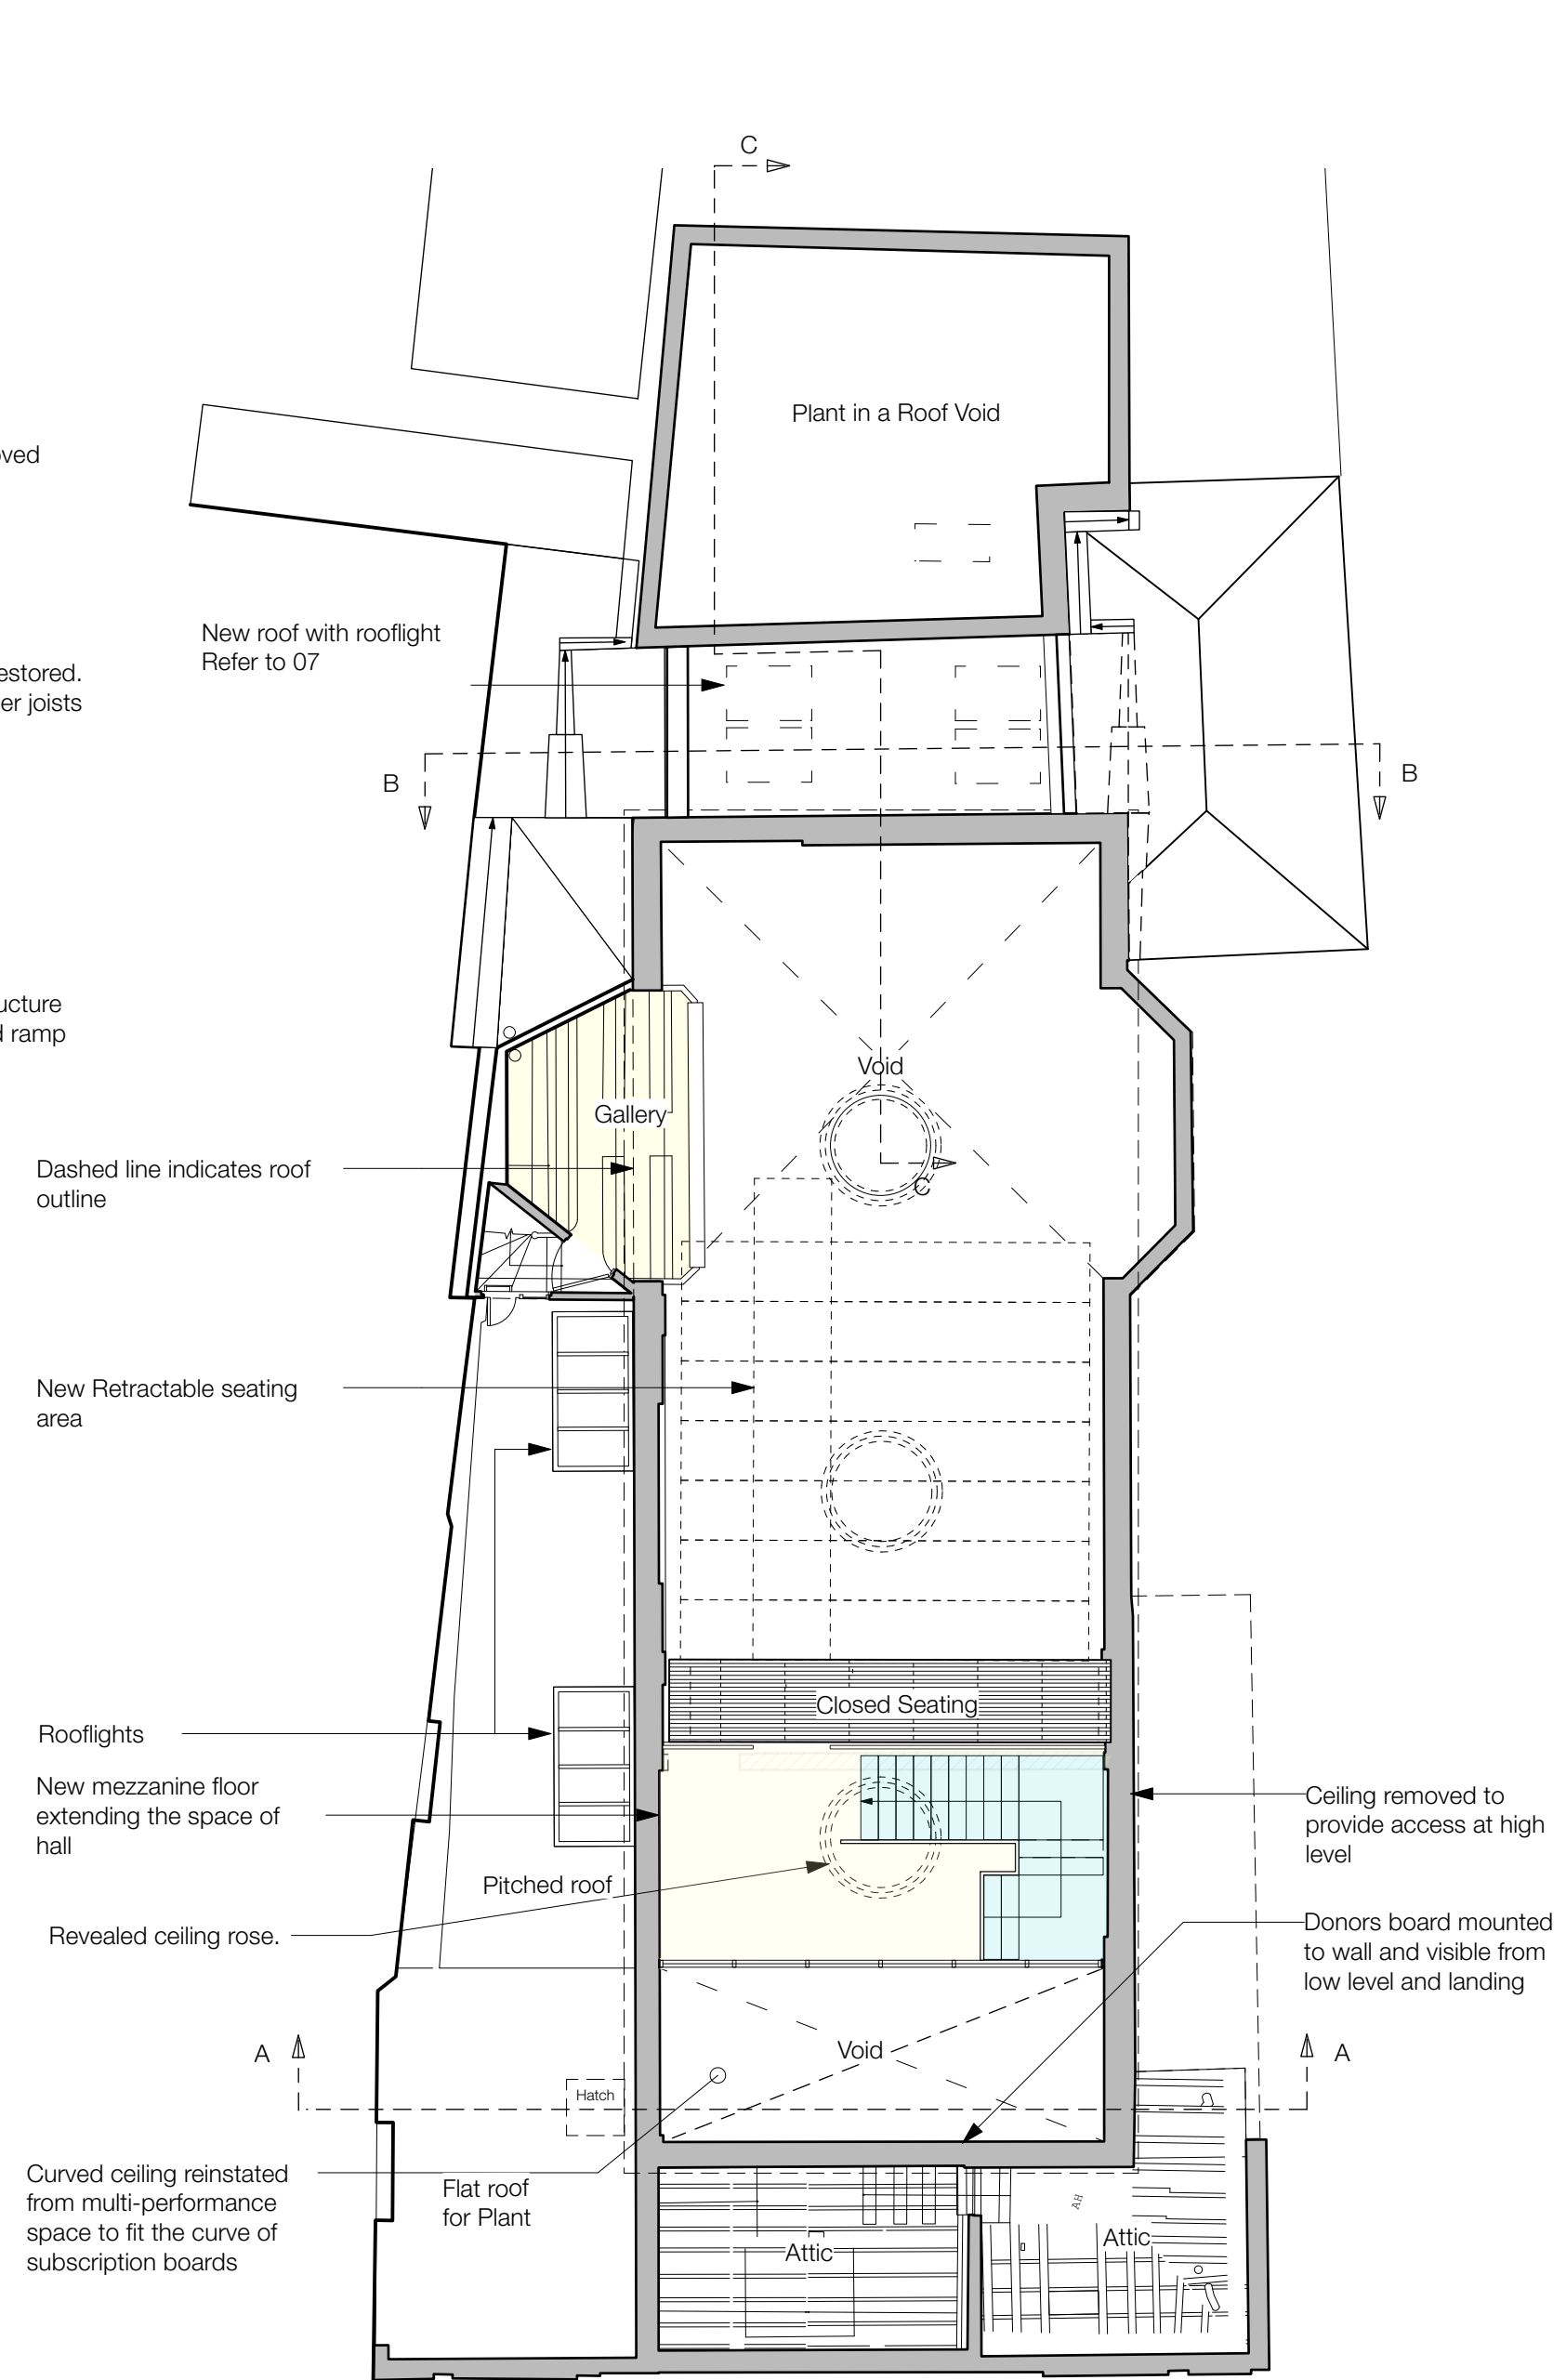 C
Plant in a Roof Void
oved
New roof with rooflight
Refer to 07
estored.
er joists
B
B
ucture
d ramp
Void
Gallery
Dashed line indicates roof
outline
C
New Retractable seating
area
Closed Seating
Rooflights
New mezzanine floor
extending the space of
hall
Ceiling removed to
provide access at high
level
Pitched roof
Revealed ceiling rose.
Donors board mounted
to wall and visible from
low level and landing
A
Void
A
Hatch
Curved ceiling reinstated
from multi-performance
space to fit the curve of
subscription boards
Flat roof
for Plant
AH
Attic
Attic